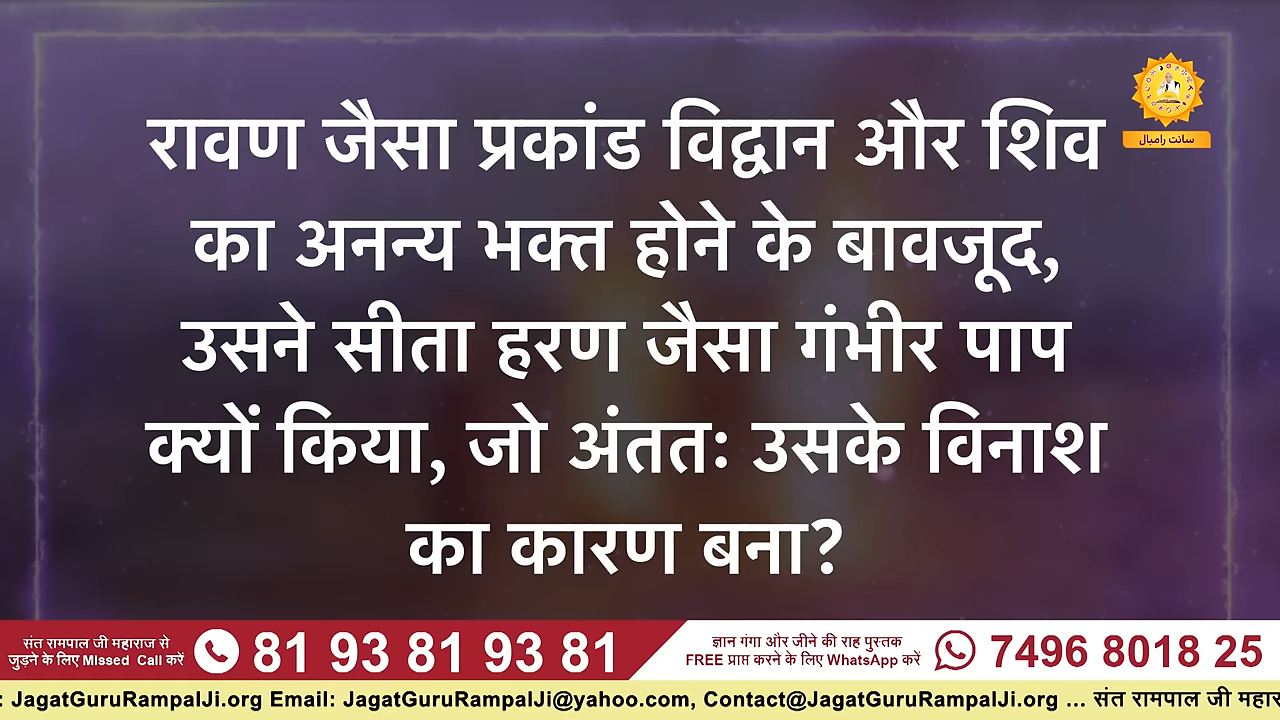 रावण जैसा प्रकांड विद्वान और शिव
का अनन्य भक्त होने के बावजूद,
उसने सीता हरण जैसा गंभीर पाप
क्यों किया, जो अंततः उसके विनाश
का कारण बना?
سانت رامبال
संत रामपाल जी महाराज से
जुड़ने के लिए Missed Call करें
81 93 81 93 81
ज्ञान गंगा और जीने की राह पुस्तक
FREE प्राप्त करने के लिए WhatsApp करें
7496 8018 25
: JagatGuruRampalJi.org Email: JagatGuruRampalJi@yahoo.com, Contact@JagatGuruRampalJi.org ... संत रामपाल जी